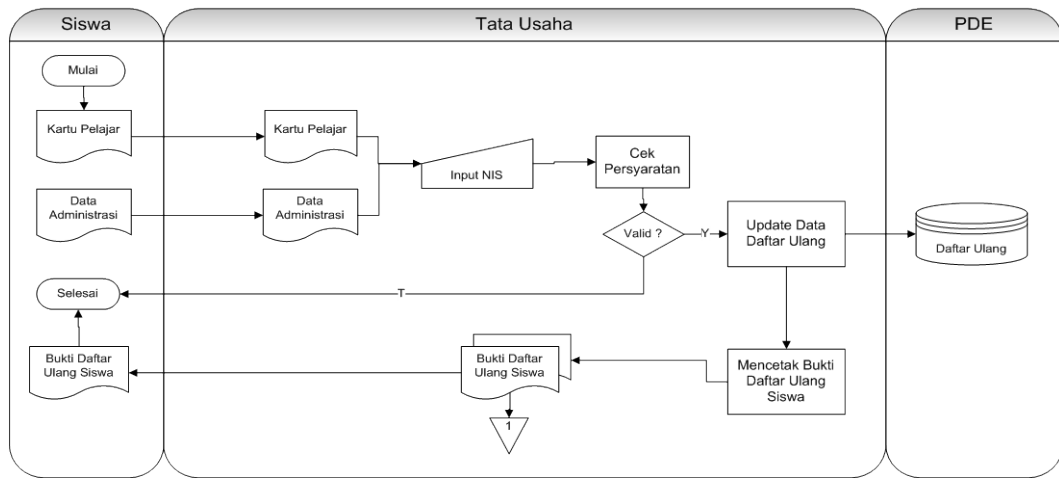 Siswa
Tata Usaha
PDE
Mulai
Kartu Pelajar
Kartu Pelajar
Input NIS
Cek
Persyaratan
Data
Administrasi
Data
Administrasi
Valid ?
Y
Update Data
Daftar Ulang
Daftar Ulang
Selesai
T
Bukti Daftar
Ulang Siswa
Bukti Daftar
Ulang Siswa
Mencetak Bukti
Daftar Ulang
Siswa
1